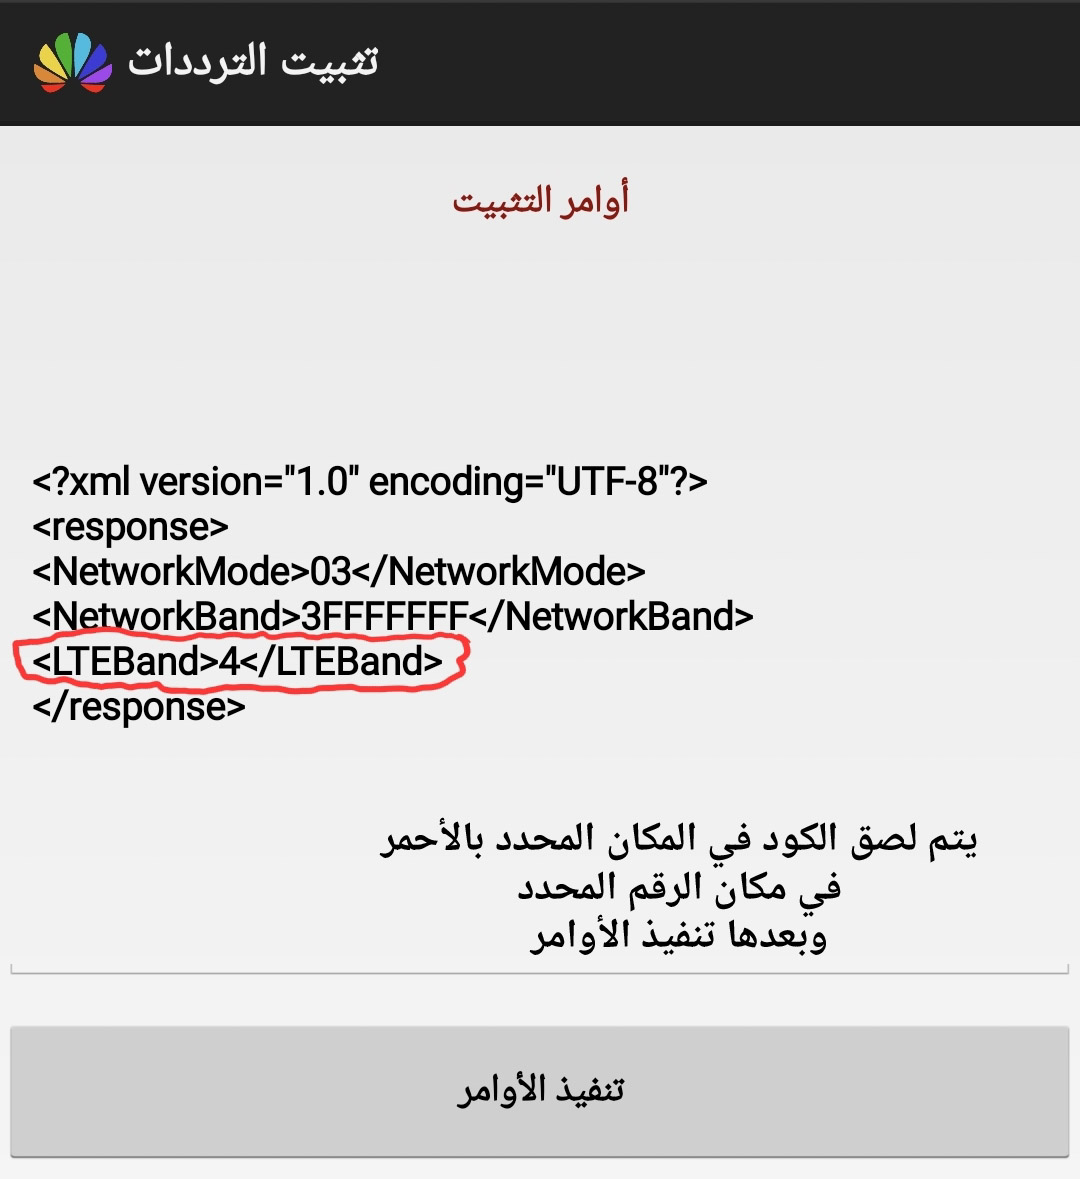 تثبيت الترددات
أوامر التثبيت
<?xml version="1.0" encoding="UTF-8"?>
<response>
<NetworkMode>03</NetworkMode>
<NetworkBand>3FFFFFFF</NetworkBand>
<LTEBand>4</LTEBand>
</response>
يتم لصق الكود في المكان المحدد بالأحمر
في مكان الرقم المحدد
وبعدها تنفيذ الأوامر
تنفيذ الأوامر